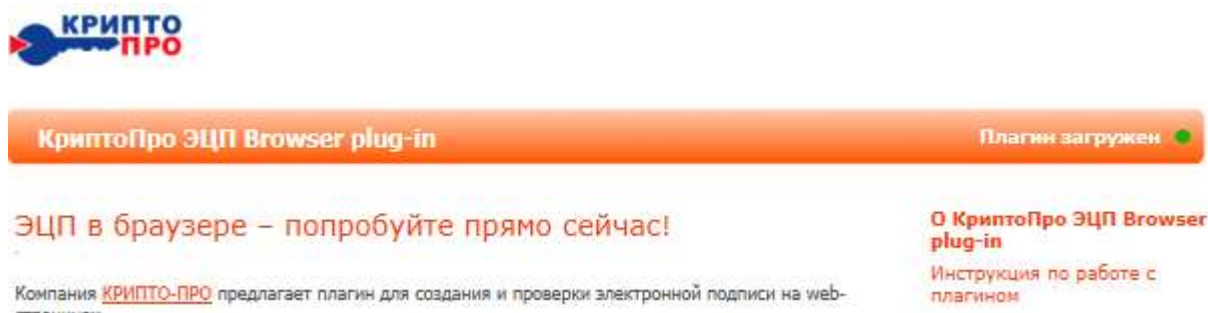 КРИПТО
ПРО
КриптоПро ЭЦП Browser plug-in
Плагин загружен
ЭЦП в браузере – попробуйте прямо сейчас!
Компания КРИПТО-ПРО предлагает плагин для создания и проверки электронной подписи на web-
О КриптоПро ЭЦП Browser
plug-in
Инструкция по работе с
плагином